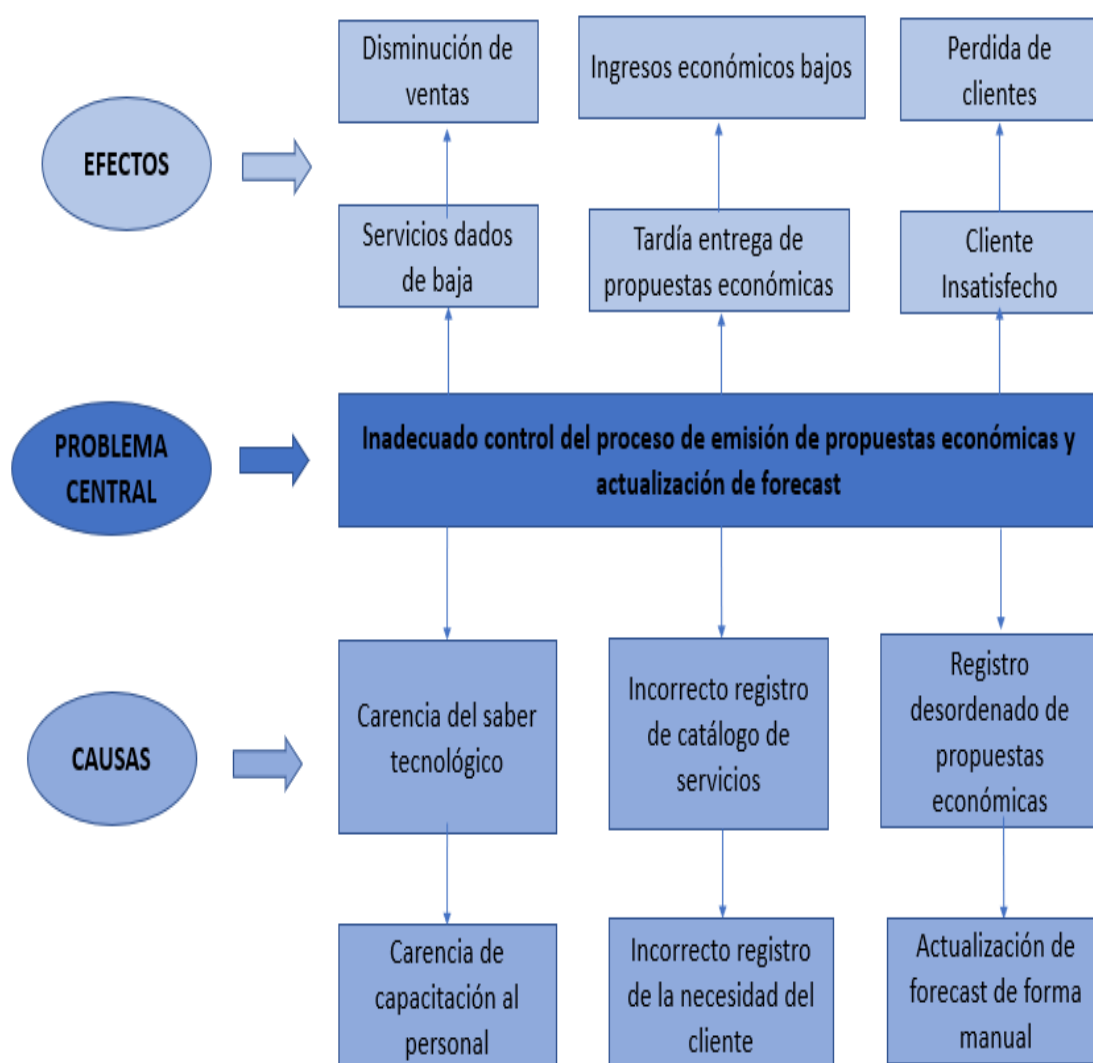 Disminución de
ventas
Ingresos económicos bajos
Perdida de
clientes
EFECTOS
Servicios dados
de baja
Tardía entrega de
propuestas económicas
Cliente
Insatisfecho
PROBLEMA
CENTRAL
Inadecuado control del proceso de emisión de propuestas económicas y
actualización de forecast
CAUSAS
Carencia del saber
tecnológico
Incorrecto registro
de catálogo de
servicios
Registro
desordenado de
propuestas
económicas
Carencia de
capacitación al
personal
Incorrecto registro
de la necesidad del
cliente
Actualización de
forecast de forma
manual